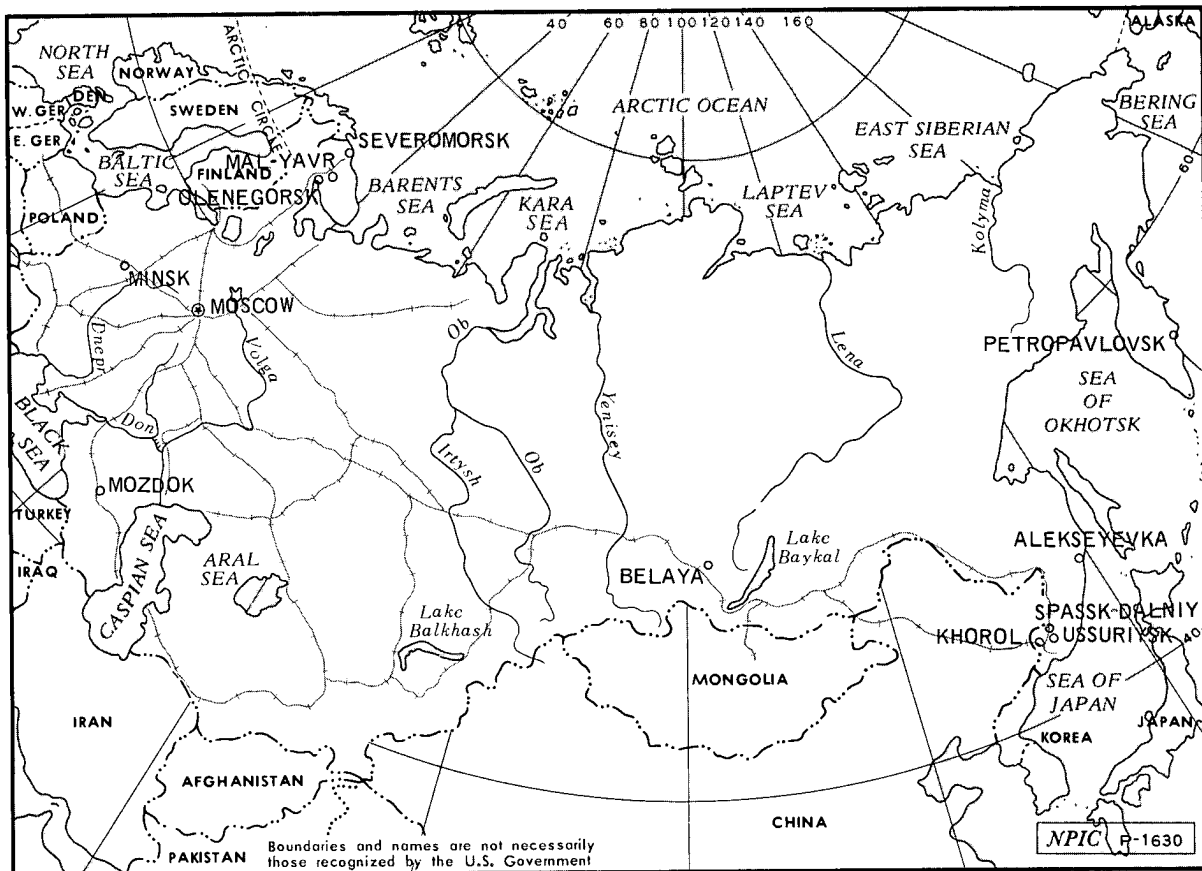 40 60 80 100 120 140 160
ALASKA
NORTH
SEA
ARCTIC CIRCLE
NORWAY
DEN
W. GER
SWEDEN
E. GER
ARCTIC OCEAN
BERING
SEA
EAST SIBERIAN
SEA
SEVEROMORSK
BALTIC
SEA
MAL-YAVR
FINLAND
OLENEGORSK
BARENTS
SEA
KARA
SEA
LAPTEV
SEA
60
POLAND
Kolyma
MINSK
MOSCOW
Dnepr
Volga
Ob
Lena
PETROPAVLOVSK
SEA
OF
OKHOTSK
BLACK
SEA
Don
Irtysh
Ob
Yenisey
MOZDOK
TURKEY
IRAQ
CASPIAN SEA
ARAL
SEA
BELAYA
Lake
Baykal
ALEKSEYEVKA
Lake
Balkhash
SPASSK-DALNIY
KHOROL
USSURIYSK
40
MONGOLIA
SEA OF
JAPAN
IRAN
JAPAN
KOREA
AFGHANISTAN
CHINA
PAKISTAN
Boundaries and names are not necessarily
those recognized by the U.S. Government
NPIC P-1630